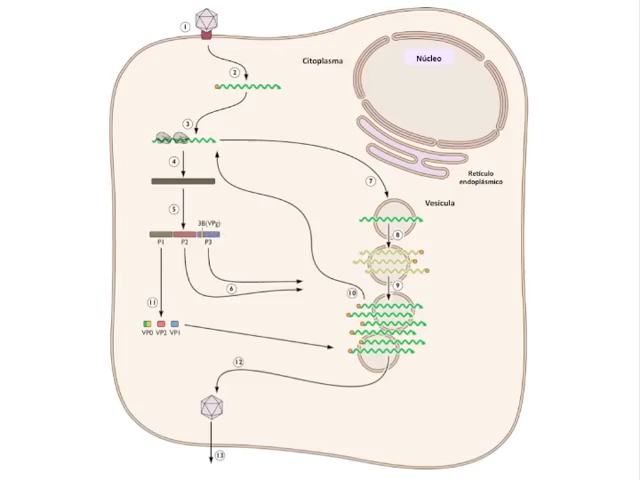 1
2
Citoplasma
Núcleo
3
4
Retículo
endoplásmico
7
5
Vesícula
3B(VPg)
P1 P2 P3
8
6
9
10
11
VP0 VP2 VP1
12
13